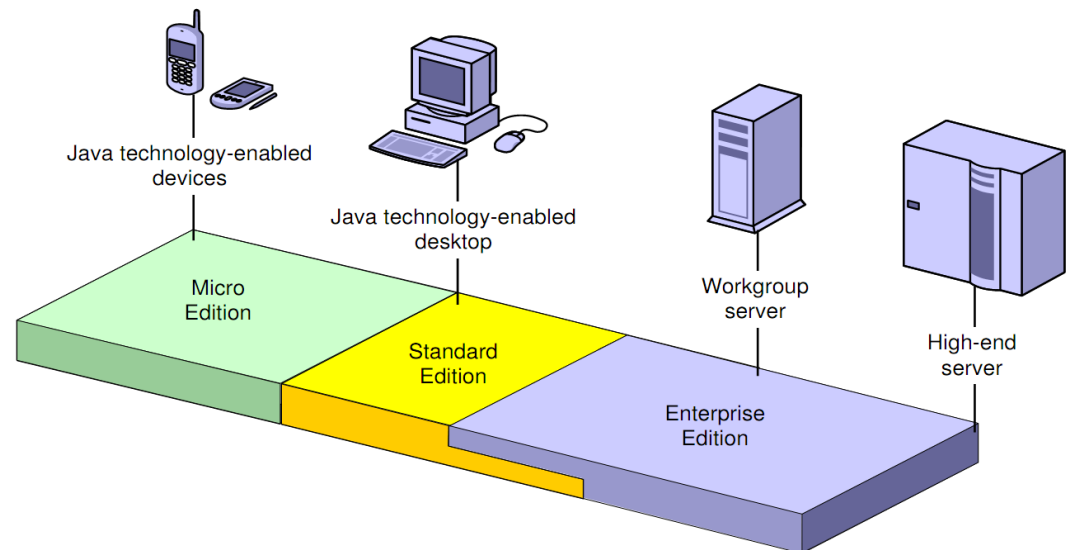 Java technology-enabled
devices
Java technology-enabled
desktop
Workgroup
server
High-end
server
Micro
Edition
Standard
Edition
Enterprise
Edition